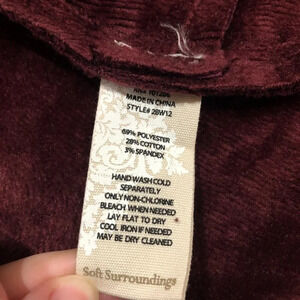 MADE IN CHINA
STYLE# 2BW12
69% POLYESTER
28% COTTON
3% SPANDEX
HAND WASH COLD
SEPARATELY
ONLY NON-CHLORINE
BLEACH WHEN NEEDED
LAY FLAT TO DRY
COOL IRON IF NEEDED
MAY BE DRY CLEANED
Soft Surroundings